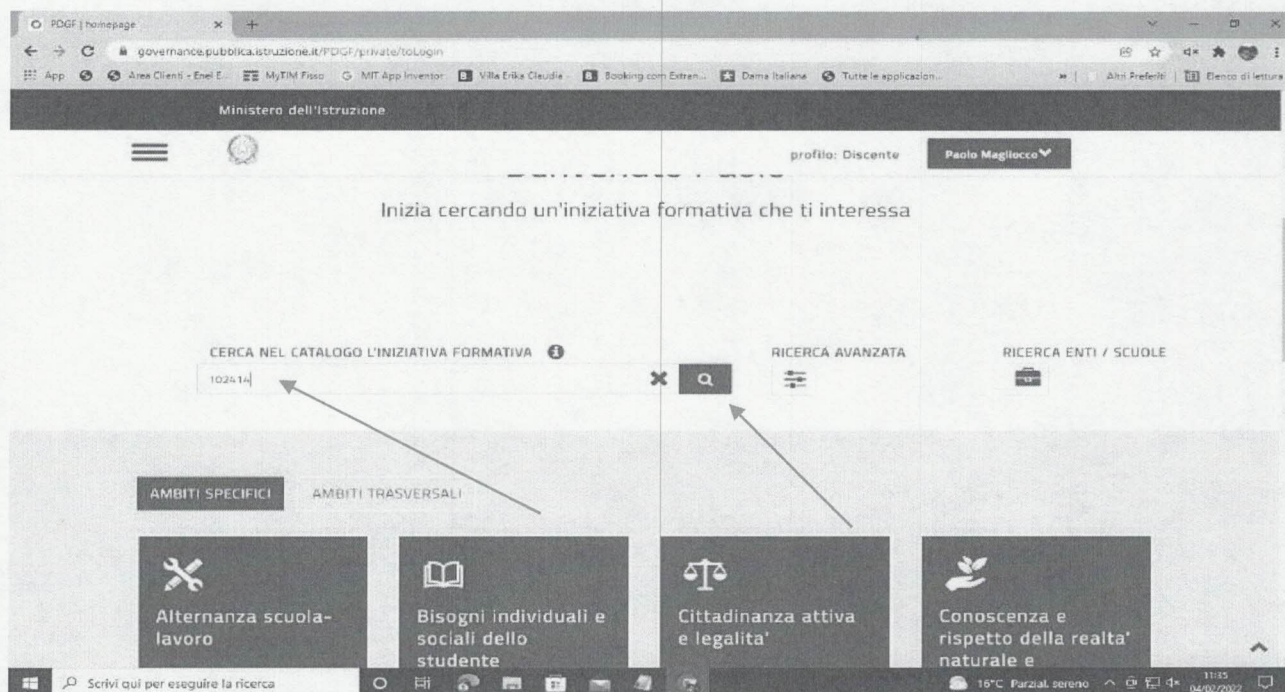 PDGF | homepage
governance.pubblica.istruzione.it/PDGF/private/toLogin
App Area Clienti - Enel E... MyTIM Fisso MIT App Inventor Villa Erika Claudia - Booking.com Extran... Dama Italiana Tutte le applicazion... » Altri Preferiti Elenco di lettura
Ministero dell'Istruzione
profilo: Discente Paolo Magliocco
Inizia cercando un'iniziativa formativa che ti interessa
CERCA NEL CATALOGO L'INIZIATIVA FORMATIVA
RICERCA AVANZATA
RICERCA ENTI / SCUOLE
102414
AMBITI SPECIFICI AMBITI TRASVERSALI
Alternanza scuola-
lavoro
Bisogni individuali e
sociali dello
studente
Cittadinanza attiva
e legalita'
Conoscenza e
rispetto della realta'
naturale e
Scrivi qui per eseguire la ricerca
16°C Parzial. sereno
11:35
04/02/2022